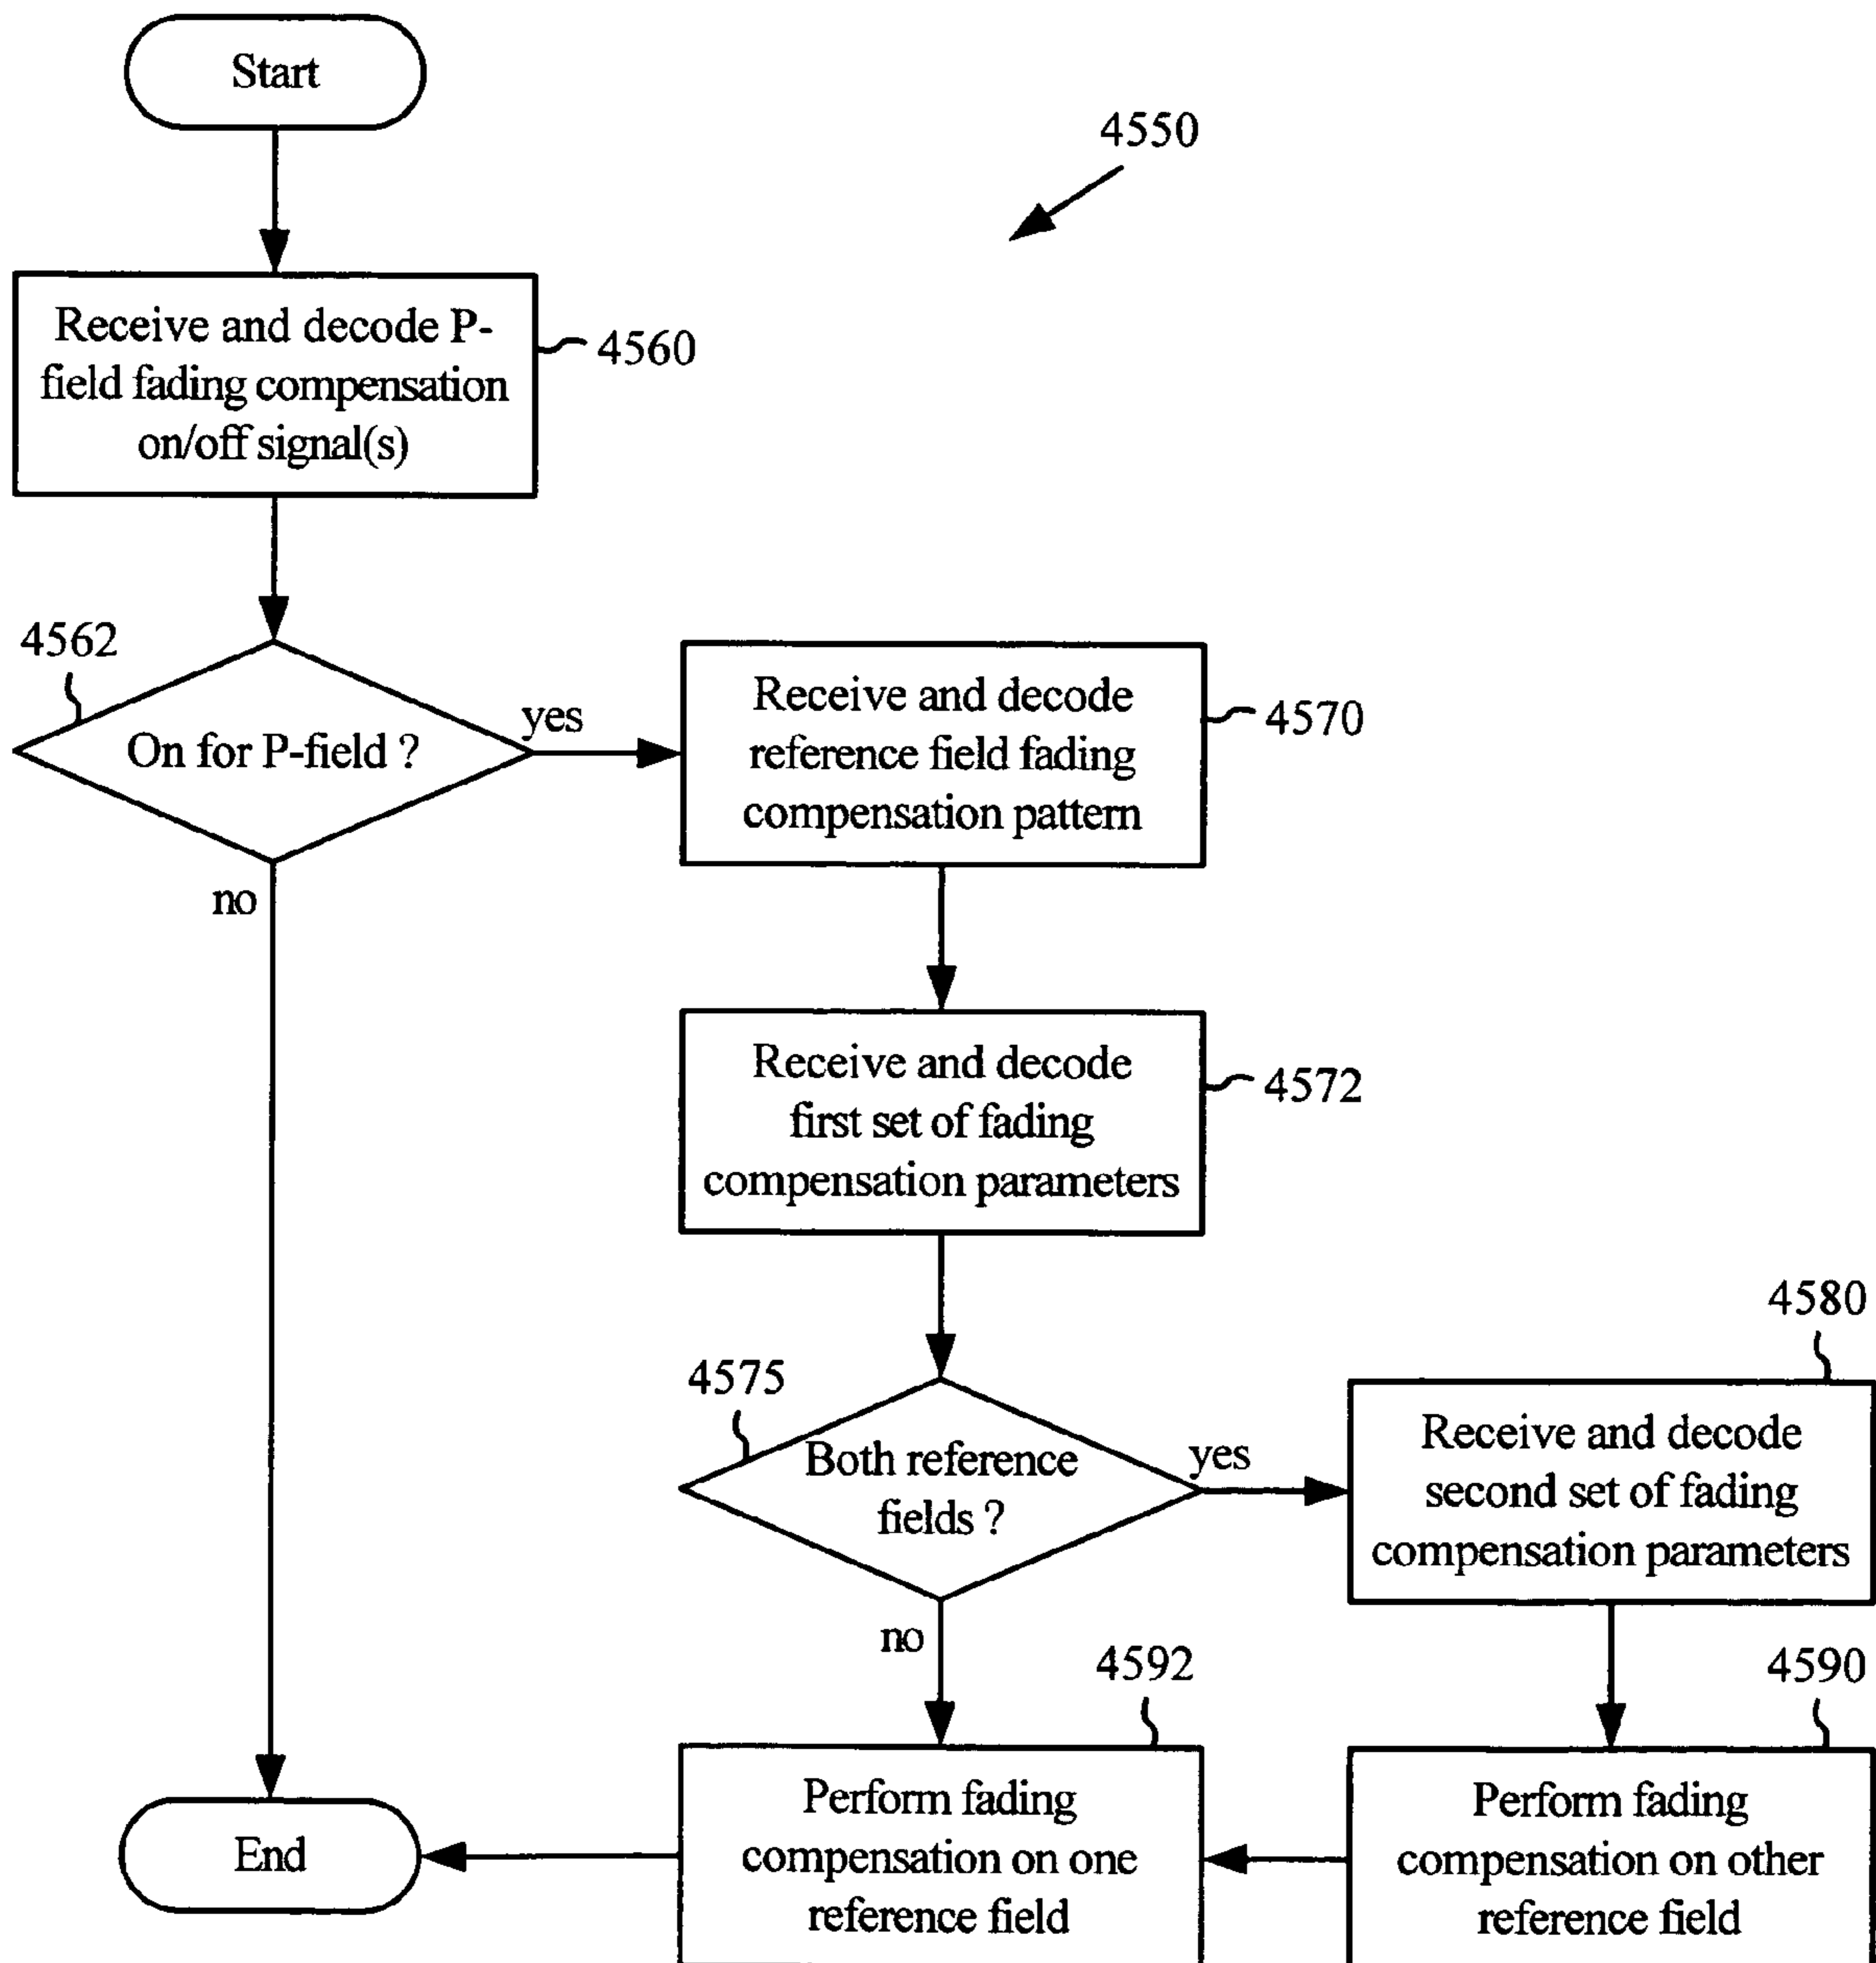 Start
4550
Receive and decode P-
field fading compensation
on/off signal(s)
4560
4562
On for P-field ?
yes
no
Receive and decode
reference field fading
compensation pattern
4570
Receive and decode
first set of fading
compensation parameters
4572
4575
Both reference
fields ?
yes
no
4580
Receive and decode
second set of fading
compensation parameters
4592
Perform fading
compensation on one
reference field
4590
Perform fading
compensation on other
reference field
End